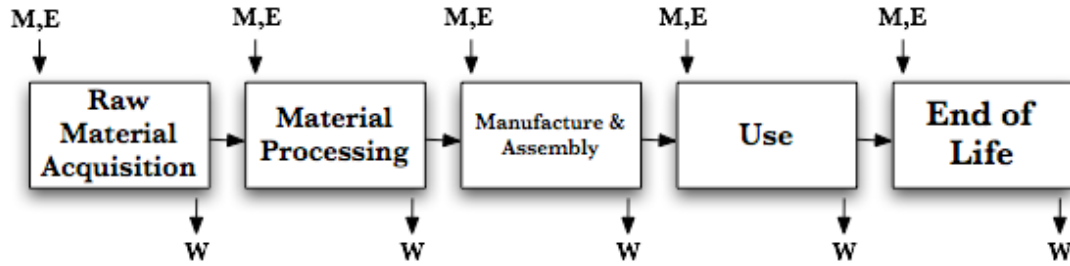 M,E M,E M,E M,E M,E
Raw
Material
Acquisition
Material
Processing
Manufacture &
Assembly
Use
End of
Life
W W W W W